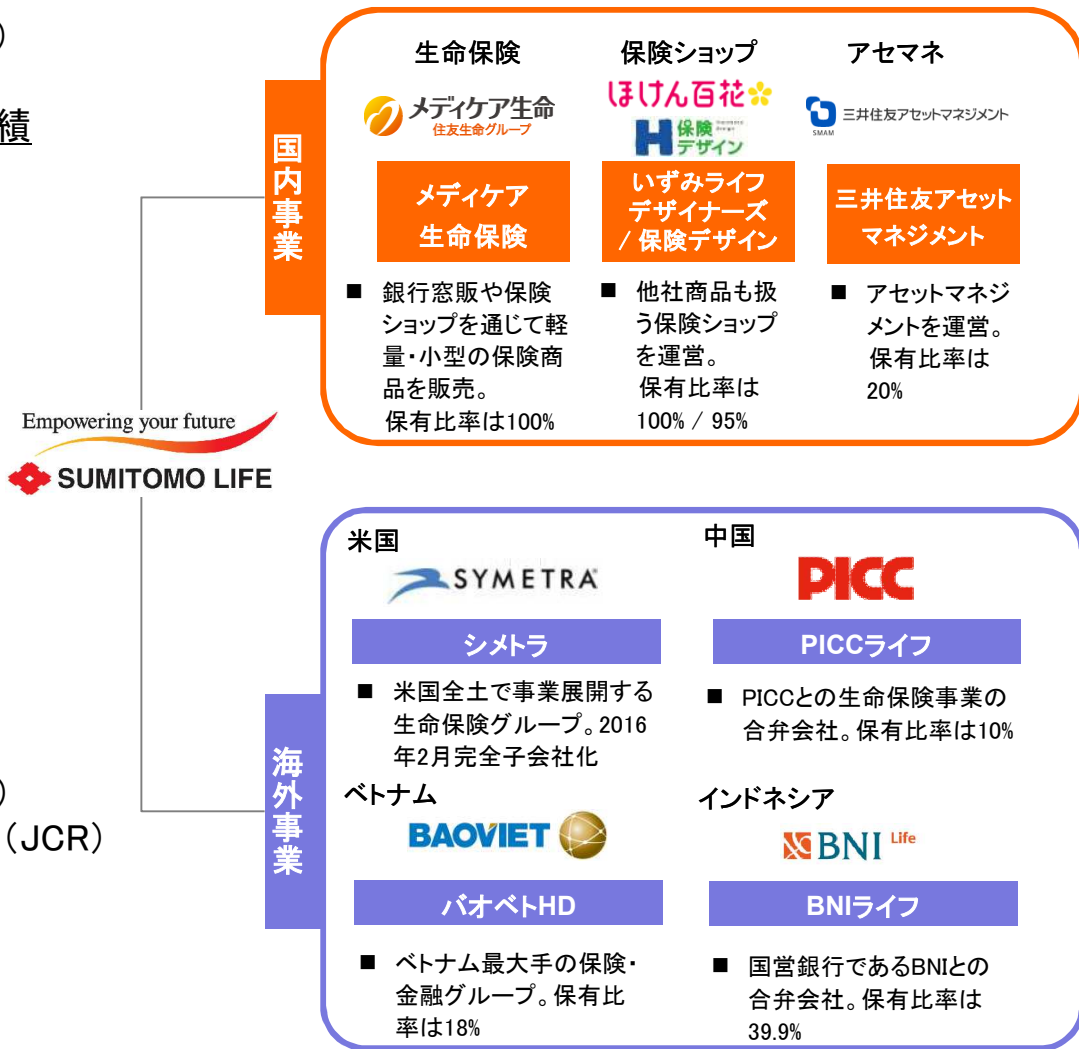 )
績
Empowering your future
SUMITOMO LIFE
)
(JCR)
国内事業
生命保険
メディケア生命
住友生命グループ
メディケア
生命保険
■ 銀行窓販や保険
ショップを通じて軽
量・小型の保険商
品を販売。
保有比率は100%
保険ショップ
ほけん百花
保険
デザイン
いずみライフ
デザイナーズ
/ 保険デザイン
■ 他社商品も扱
う保険ショップ
を運営。
保有比率は
100% / 95%
アセマネ
SMAM
三井住友アセットマネジメント
三井住友アセット
マネジメント
■ アセットマネジ
メントを運営。
保有比率は
20%
海外事業
米国
SYMETRA
シメトラ
■ 米国全土で事業展開する
生命保険グループ。2016
年2月完全子会社化
中国
PICC
PICCライフ
■ PICCとの生命保険事業の
合弁会社。保有比率は10%
ベトナム
BAOVIET
バオベトHD
■ ベトナム最大手の保険・
金融グループ。保有比
率は18%
インドネシア
BNI Life
BNIライフ
■ 国営銀行であるBNIとの
合弁会社。保有比率は
39.9%